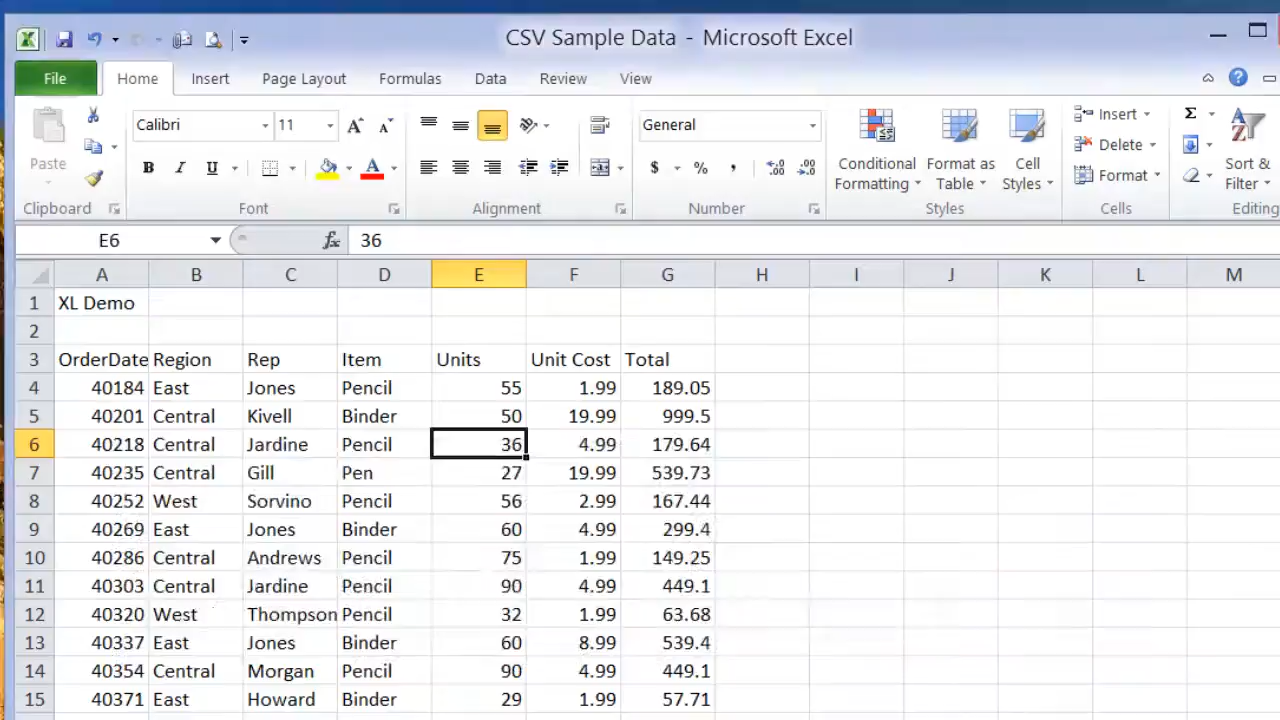 CSV Sample Data - Microsoft Excel
File Home Insert Page Layout Formulas Data Review View
Paste
Calibri 11
B I U
General
$ % ,
Conditional Formatting
Format as Table
Cell Styles
Insert
Delete
Format
Σ
Sort & Filter
Clipboard Font Alignment Number Styles Cells Editing
E6 fx 36
A B C D E F G H I J K L M
1 XL Demo
2
3 OrderDate Region Rep Item Units Unit Cost Total
4 40184 East Jones Pencil 55 1.99 189.05
5 40201 Central Kivell Binder 50 19.99 999.5
6 40218 Central Jardine Pencil 36 4.99 179.64
7 40235 Central Gill Pen 27 19.99 539.73
8 40252 West Sorvino Pencil 56 2.99 167.44
9 40269 East Jones Binder 60 4.99 299.4
10 40286 Central Andrews Pencil 75 1.99 149.25
11 40303 Central Jardine Pencil 90 4.99 449.1
12 40320 West Thompson Pencil 32 1.99 63.68
13 40337 East Jones Binder 60 8.99 539.4
14 40354 Central Morgan Pencil 90 4.99 449.1
15 40371 East Howard Binder 29 1.99 57.71